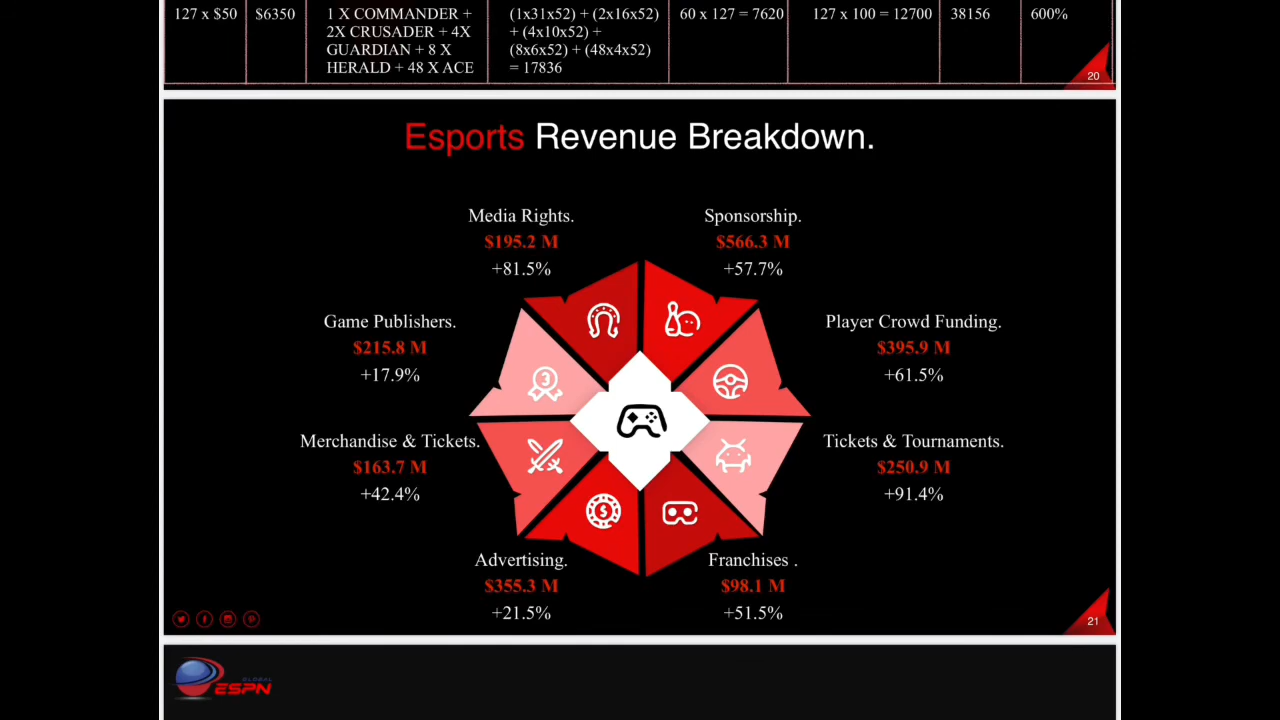 127 x $50
$6350
1 X COMMANDER +
2X CRUSADER + 4X
GUARDIAN + 8 X
HERALD + 48 X ACE
(1x31x52) + (2x16x52)
+ (4x10x52) +
(8x6x52) + (48x4x52)
= 17836
60 x 127 = 7620
127 x 100 = 12700
38156
600%
20
Esports Revenue Breakdown.
Media Rights.
$195.2 M
+81.5%
Sponsorship.
$566.3 M
+57.7%
Game Publishers.
$215.8 M
+17.9%
Player Crowd Funding.
$395.9 M
+61.5%
3
Merchandise & Tickets.
$163.7 M
+42.4%
Tickets & Tournaments.
$250.9 M
+91.4%
$
Advertising.
$355.3 M
+21.5%
Franchises .
$98.1 M
+51.5%
21
GLOBAL
ESPN